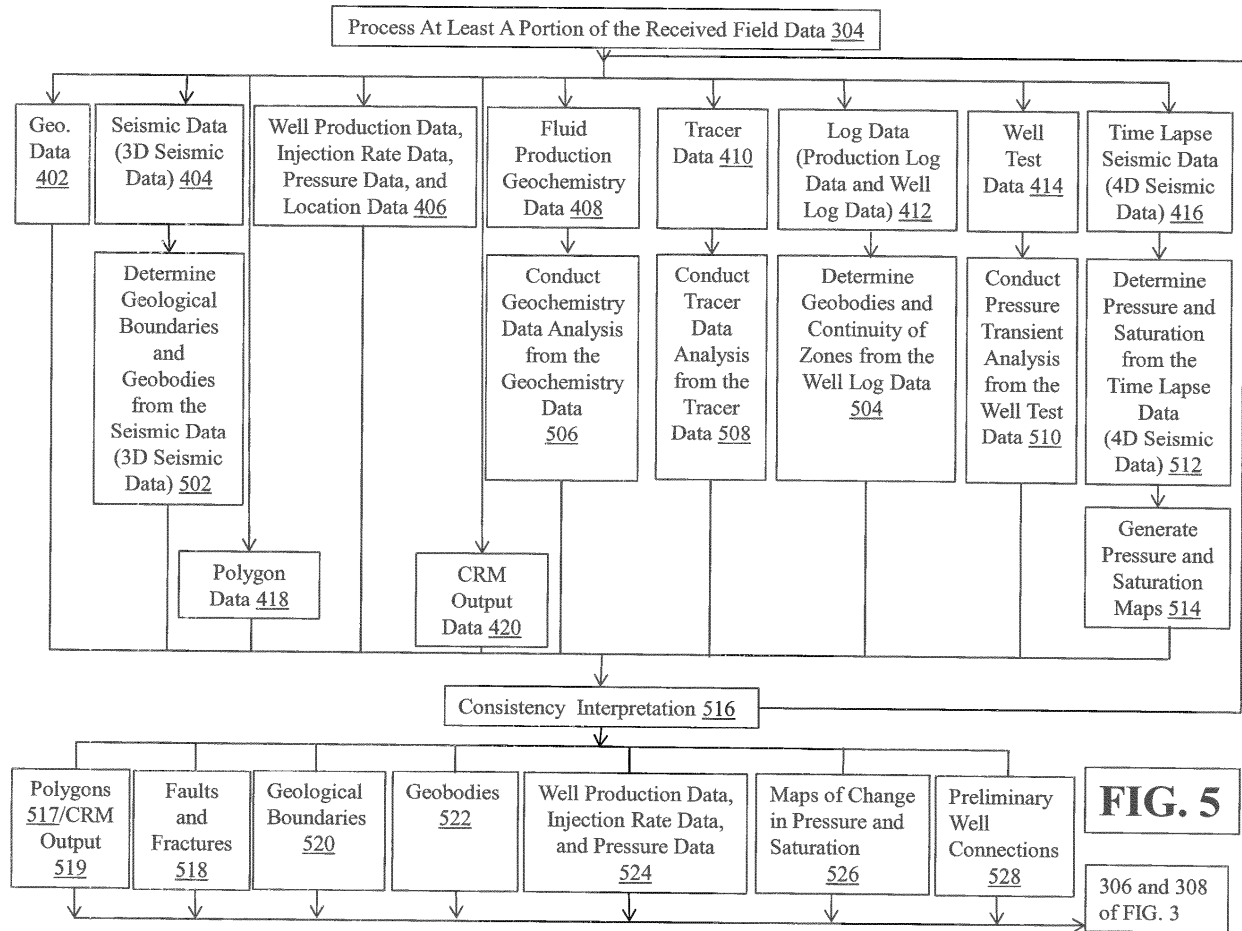 Process At Least A Portion of the Received Field Data 304
Geo.
Data
402
Seismic Data
(3D Seismic
Data) 404
Well Production Data,
Injection Rate Data,
Pressure Data, and
Location Data 406
Fluid
Production
Geochemistry
Data 408
Tracer
Data 410
Log Data
(Production Log
Data and Well
Log Data) 412
Well
Test
Data 414
Time Lapse
Seismic Data
(4D Seismic
Data) 416
Determine
Geological
Boundaries
and
Geobodies
from the
Seismic Data
(3D Seismic
Data) 502
Conduct
Geochemistry
Data Analysis
from the
Geochemistry
Data
506
Conduct
Tracer
Data
Analysis
from the
Tracer
Data 508
Determine
Geobodies and
Continuity of
Zones from the
Well Log Data
504
Conduct
Pressure
Transient
Analysis
from the
Well Test
Data 510
Determine
Pressure and
Saturation
from the
Time Lapse
Data
(4D Seismic
Data) 512
Polygon
Data 418
CRM
Output
Data 420
Generate
Pressure and
Saturation
Maps 514
Consistency Interpretation 516
Polygons
517/CRM
Output
519
Faults
and
Fractures
518
Geological
Boundaries
520
Geobodies
522
Well Production Data,
Injection Rate Data,
and Pressure Data
524
Maps of Change
in Pressure and
Saturation
526
Preliminary
Well
Connections
528
FIG. 5
306 and 308
of FIG. 3